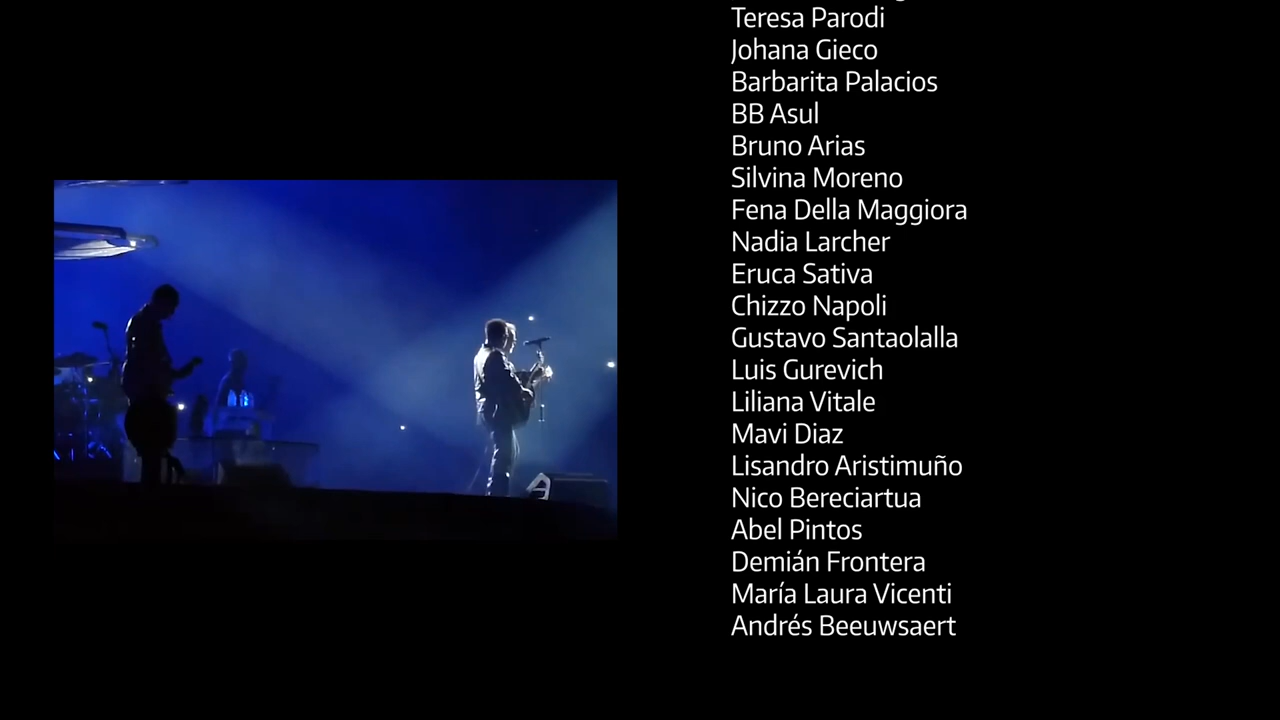 Teresa Parodi
Johana Gieco
Barbarita Palacios
BB Asul
Bruno Arias
Silvina Moreno
Fena Della Maggiora
Nadia Larcher
Eruca Sativa
Chizzo Napoli
Gustavo Santaolalla
Luis Gurevich
Liliana Vitale
Mavi Diaz
Lisandro Aristimuño
Nico Bereciartua
Abel Pintos
Demián Frontera
María Laura Vicenti
Andrés Beeuwsaert